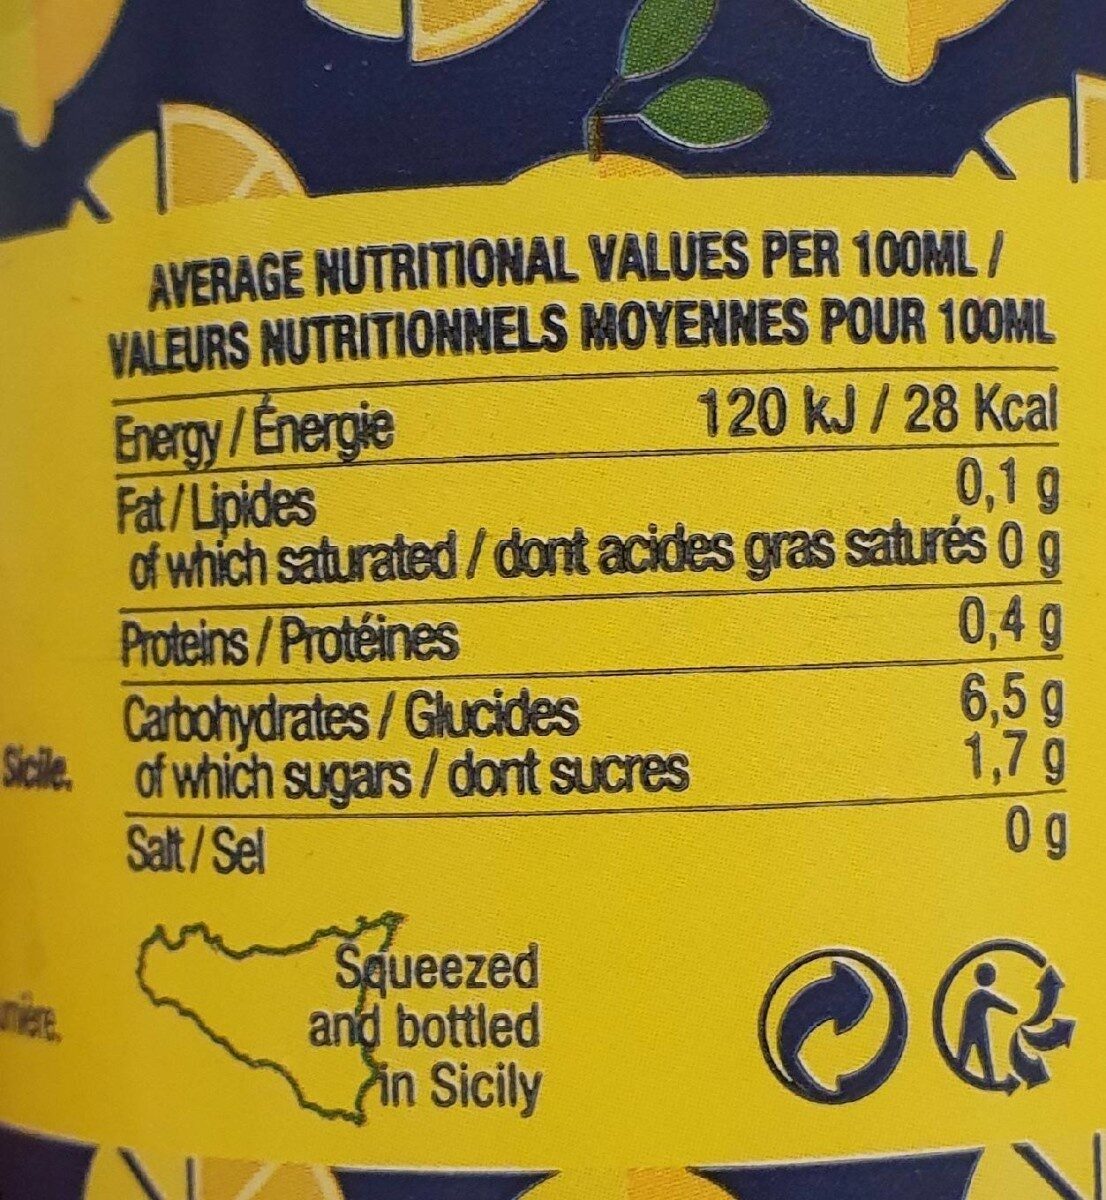 AVERAGE NUTRITIONAL VALUES PER 100ML /
VALEURS NUTRITIONNELS MOYENNES POUR 100ML
Energy / Énergie 120 kJ / 28 Kcal
Fat / Lipides 0,1 g
of which saturated / dont acides gras saturés 0 g
Proteins / Protéines 0,4 g
Carbohydrates / Glucides 6,5 g
of which sugars / dont sucres 1,7 g
Salt / Sel 0 g
Sicile.
Squeezed
and bottled
in Sicily